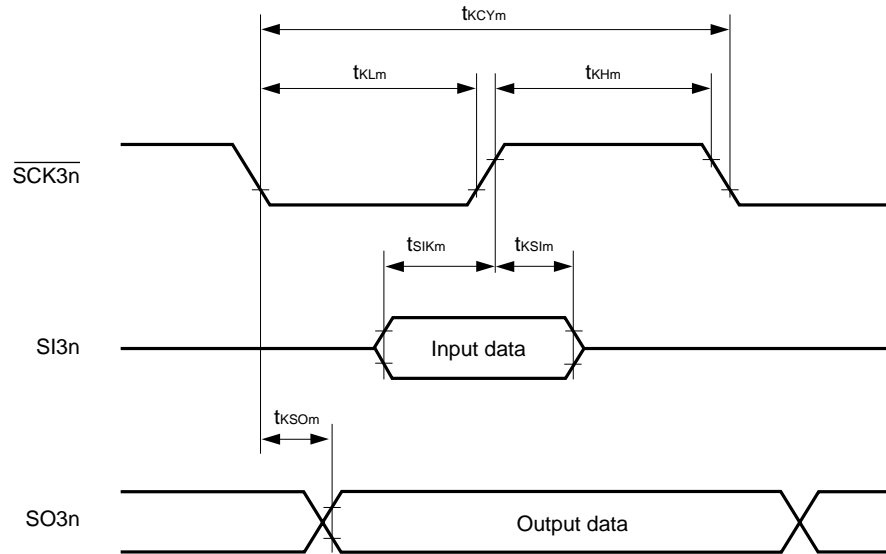 tKCYm
tKLm tKHm
SCK3n
tSIKm tKSIm
SI3n Input data
tKSOm
SO3n Output data